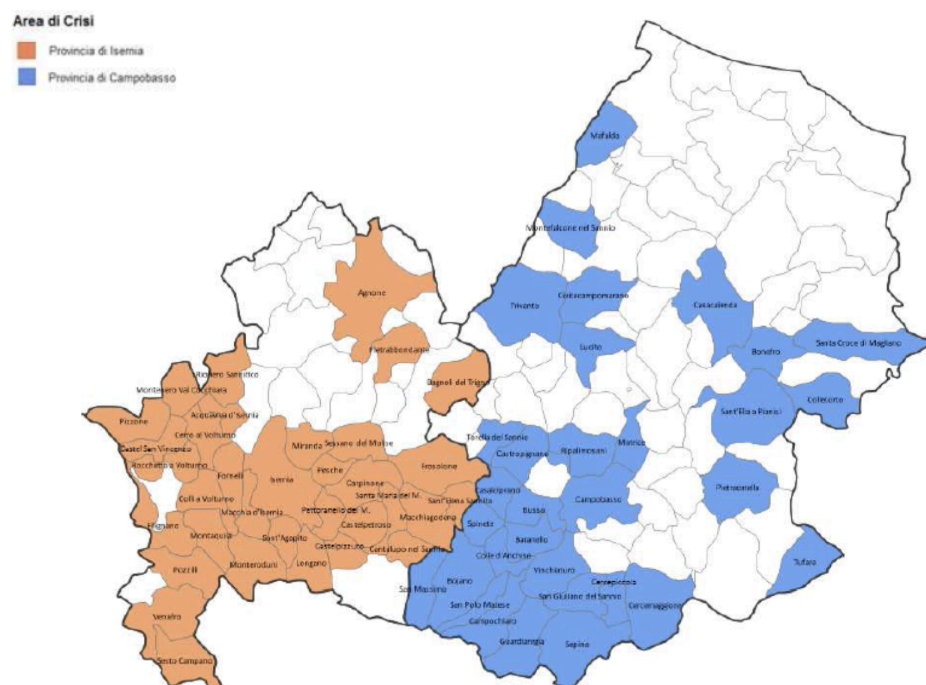 Area di Crisi
Provincia di Isernia
Provincia di Campobasso
Mafalda
Montefalcone nel Sannio
Agnone
Trivento
Civitacampomarano
Casacalenda
Lucito
Pietrabbondante
Bonefro
Santa Croce di Magliano
Rionero Sannitico
Bagnoli del Trigno
Montenero Val Cocchiara
Colletorto
Acquaviva d'Isernia
Sant'Elia a Pianisi
Pizzone
Cerro al Volturno
Torella del Sannio
Matrice
Miranda
Sessano del Molise
Castel San Vincenzo
Castropignano
Ripalimosani
Rocchetta a Volturno
Pesche
Frosolone
Fornelli
Isernia
Carpinone
Pietracatella
Casalciprano
Santa Maria del M.
Sant'Elena Sannita
Campobasso
Colli a Volturno
Pettoranello del M.
Busso
Macchia d'Isernia
Macchiagodena
Spinete
Filignano
Castelpetroso
Montaquila
Sant'Agapito
Baranello
Castelpizzuto
Cantalupo nel Sannio
Colle d'Anchise
Longano
Monteroduni
Tufara
Pozzilli
Vinchiaturo
Bojano
Cercepiccola
San Massimo
San Giuliano del Sannio
San Polo Matese
Cercemaggiore
Venafro
Campochiaro
Guardiaregia
Sepino
Sesto Campano